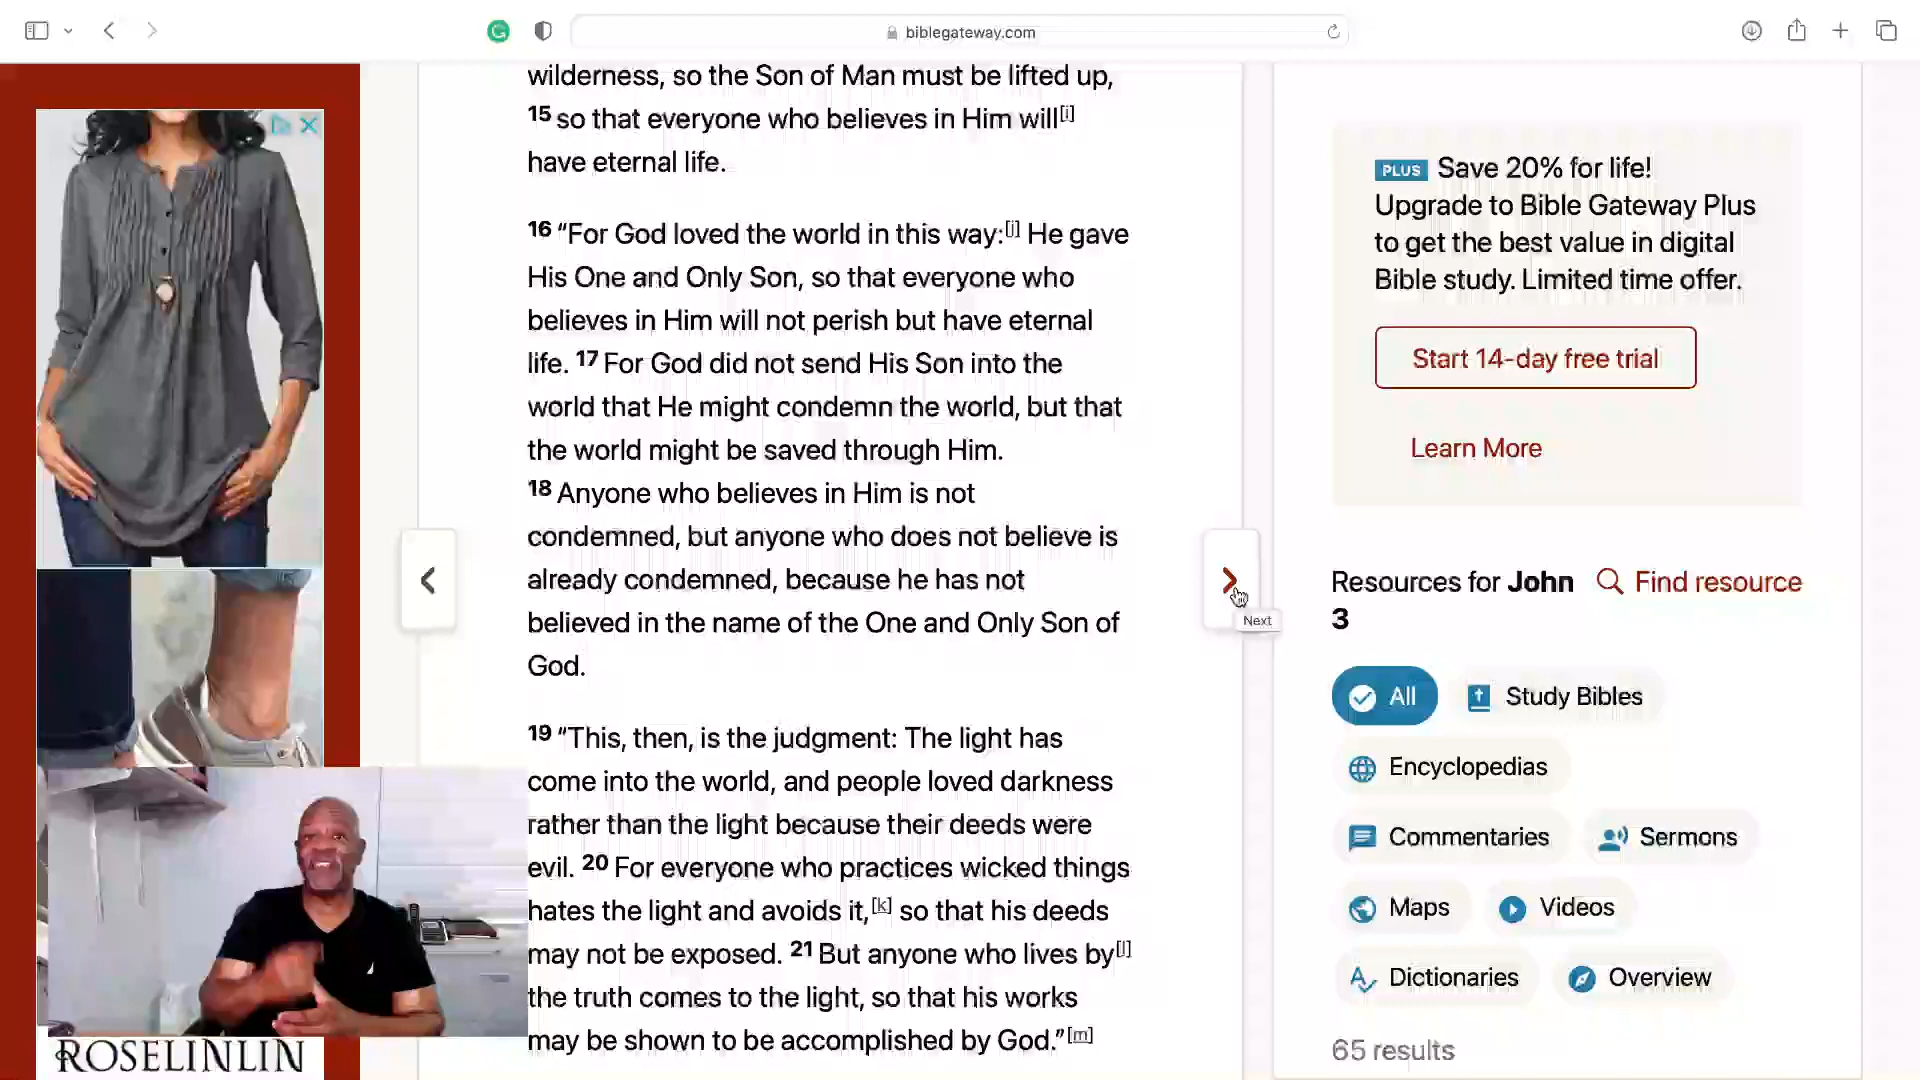 biblegateway.com
wilderness, so the Son of Man must be lifted up,
15 so that everyone who believes in Him will[i]
have eternal life.
16 “For God loved the world in this way:[j] He gave
His One and Only Son, so that everyone who
believes in Him will not perish but have eternal
life. 17 For God did not send His Son into the
world that He might condemn the world, but that
the world might be saved through Him.
18 Anyone who believes in Him is not
condemned, but anyone who does not believe is
already condemned, because he has not
believed in the name of the One and Only Son of
God.
19 “This, then, is the judgment: The light has
come into the world, and people loved darkness
rather than the light because their deeds were
evil. 20 For everyone who practices wicked things
hates the light and avoids it,[k] so that his deeds
may not be exposed. 21 But anyone who lives by[l]
the truth comes to the light, so that his works
may be shown to be accomplished by God.”[m]
Next
PLUS Save 20% for life!
Upgrade to Bible Gateway Plus
to get the best value in digital
Bible study. Limited time offer.
Start 14-day free trial
Learn More
Resources for John
3
Find resource
All
Study Bibles
Encyclopedias
Commentaries
Sermons
Maps
Videos
Dictionaries
Overview
65 results
ROSELINLIN